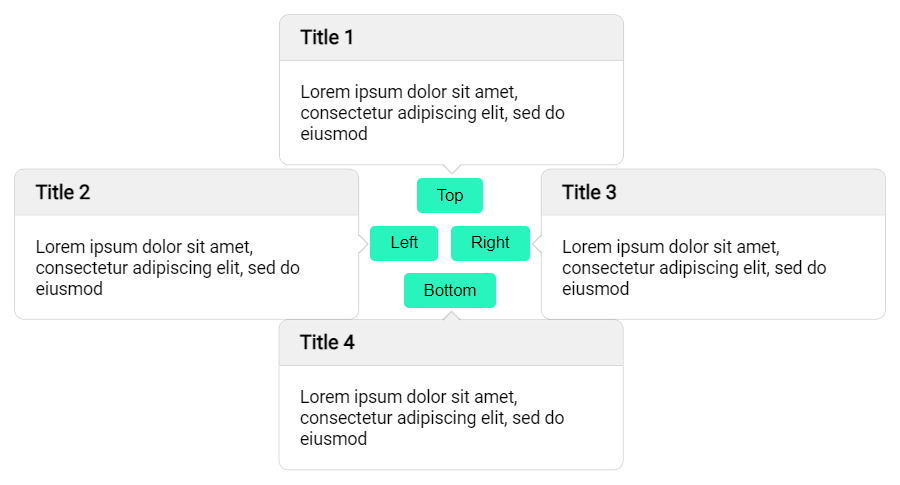 Title 1
Lorem ipsum dolor sit amet,
consectetur adipiscing elit, sed do
eiusmod
Top
Title 2
Lorem ipsum dolor sit amet,
consectetur adipiscing elit, sed do
eiusmod
Left
Right
Title 3
Lorem ipsum dolor sit amet,
consectetur adipiscing elit, sed do
eiusmod
Bottom
Title 4
Lorem ipsum dolor sit amet,
consectetur adipiscing elit, sed do
eiusmod